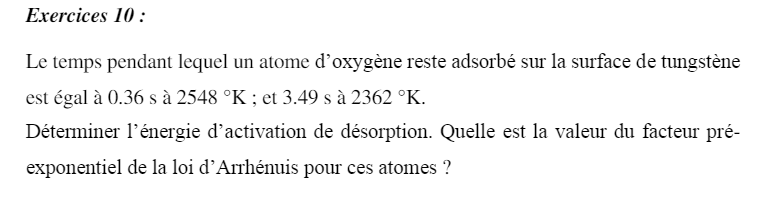 Exercices 10 :
Le temps pendant lequel un atome d’oxygène reste adsorbé sur la surface de tungstène
est égal à 0.36 s à 2548 °K ; et 3.49 s à 2362 °K.
Déterminer l’énergie d’activation de désorption. Quelle est la valeur du facteur pré-
exponentiel de la loi d’Arrhénuis pour ces atomes ?